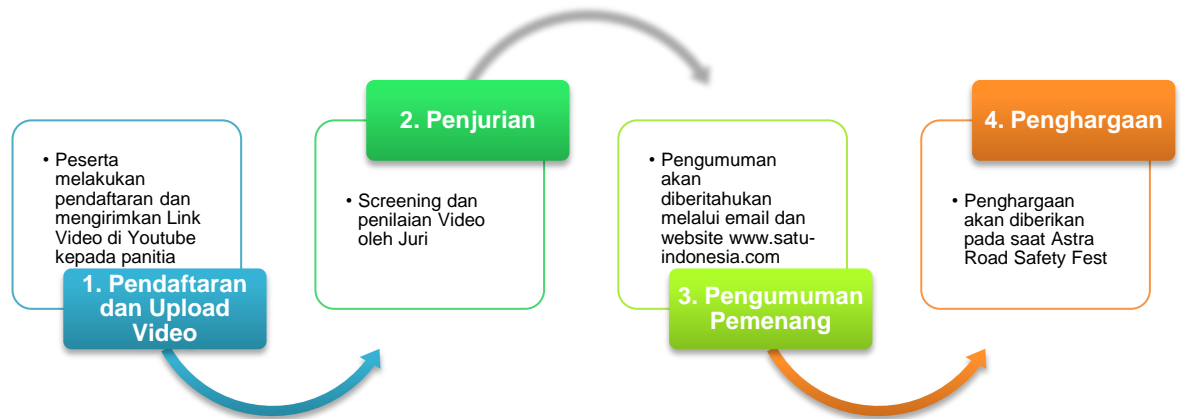 • Peserta
melakukan
pendaftaran dan
mengirimkan Link
Video di Youtube
kepada panitia
1. Pendaftaran
dan Upload
Video
2. Penjurian
• Screening dan
penilaian Video
oleh Juri
• Pengumuman
akan
diberitahukan
melalui email dan
website www.satu-
indonesia.com
3. Pengumuman
Pemenang
4. Penghargaan
• Penghargaan
akan diberikan
pada saat Astra
Road Safety Fest